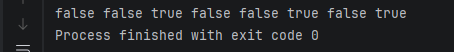 false false true false false true false true
Process finished with exit code 0